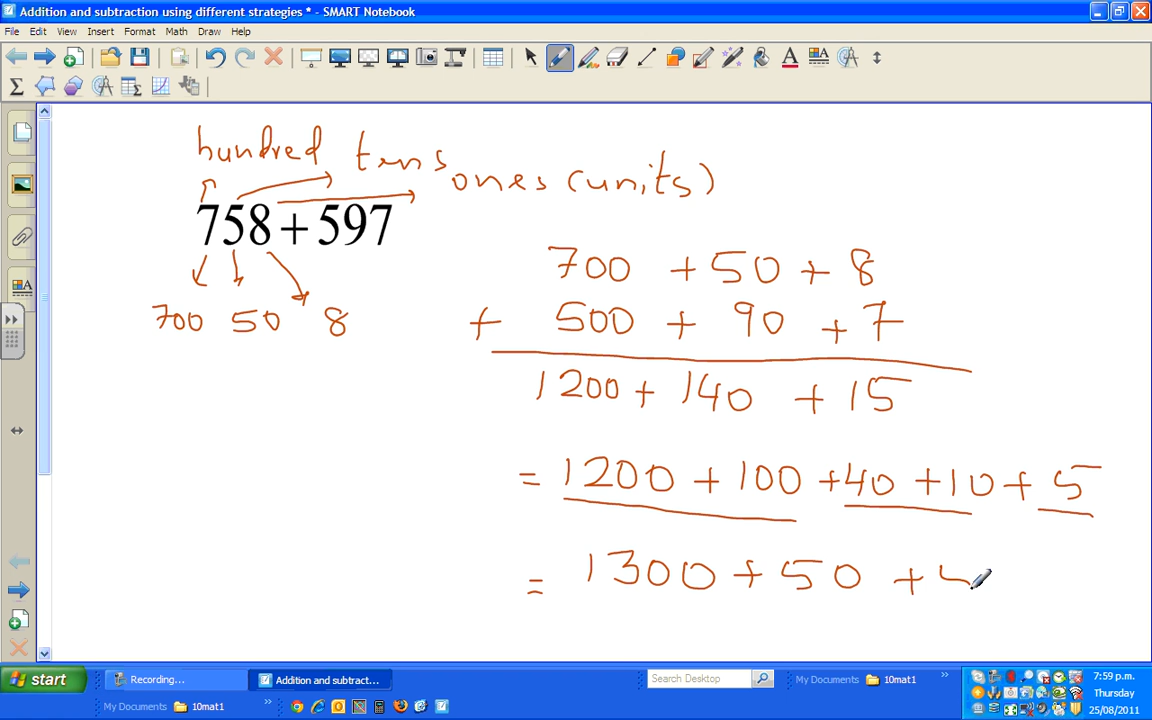 Addition and subtraction using different strategies * - SMART Notebook
File Edit View Insert Format Math Draw Help
hundred tens ones (units)
758 + 597
700 50 8
700 + 50 + 8
+ 500 + 90 + 7
1200 + 140 + 15
= 1200 + 100 + 40 + 10 + 5
= 1300 + 50 +
start Recording... Addition and subtract... Search Desktop My Documents 10mat1 7:59 p.m.
Thursday
My Documents 10mat1 25/08/2011